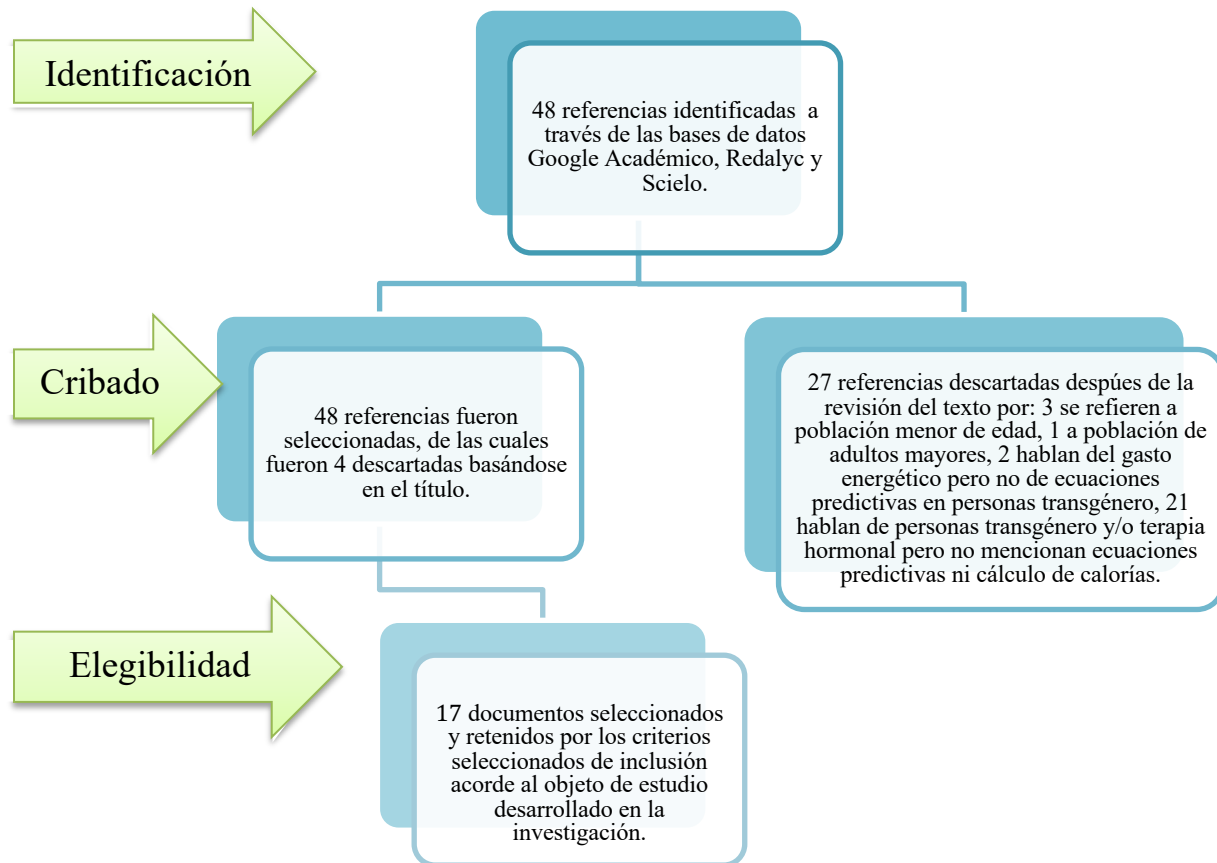 Identificación
48 referencias identificadas a
través de las bases de datos
Google Académico, Redalyc y
Scielo.
Cribado
48 referencias fueron
seleccionadas, de las cuales
fueron 4 descartadas basándose
en el título.
27 referencias descartadas despúes de la
revisión del texto por: 3 se refieren a
población menor de edad, 1 a población de
adultos mayores, 2 hablan del gasto
energético pero no de ecuaciones
predictivas en personas transgénero, 21
hablan de personas transgénero y/o terapia
hormonal pero no mencionan ecuaciones
predictivas ni cálculo de calorías.
Elegibilidad
17 documentos seleccionados
y retenidos por los criterios
seleccionados de inclusión
acorde al objeto de estudio
desarrollado en la
investigación.